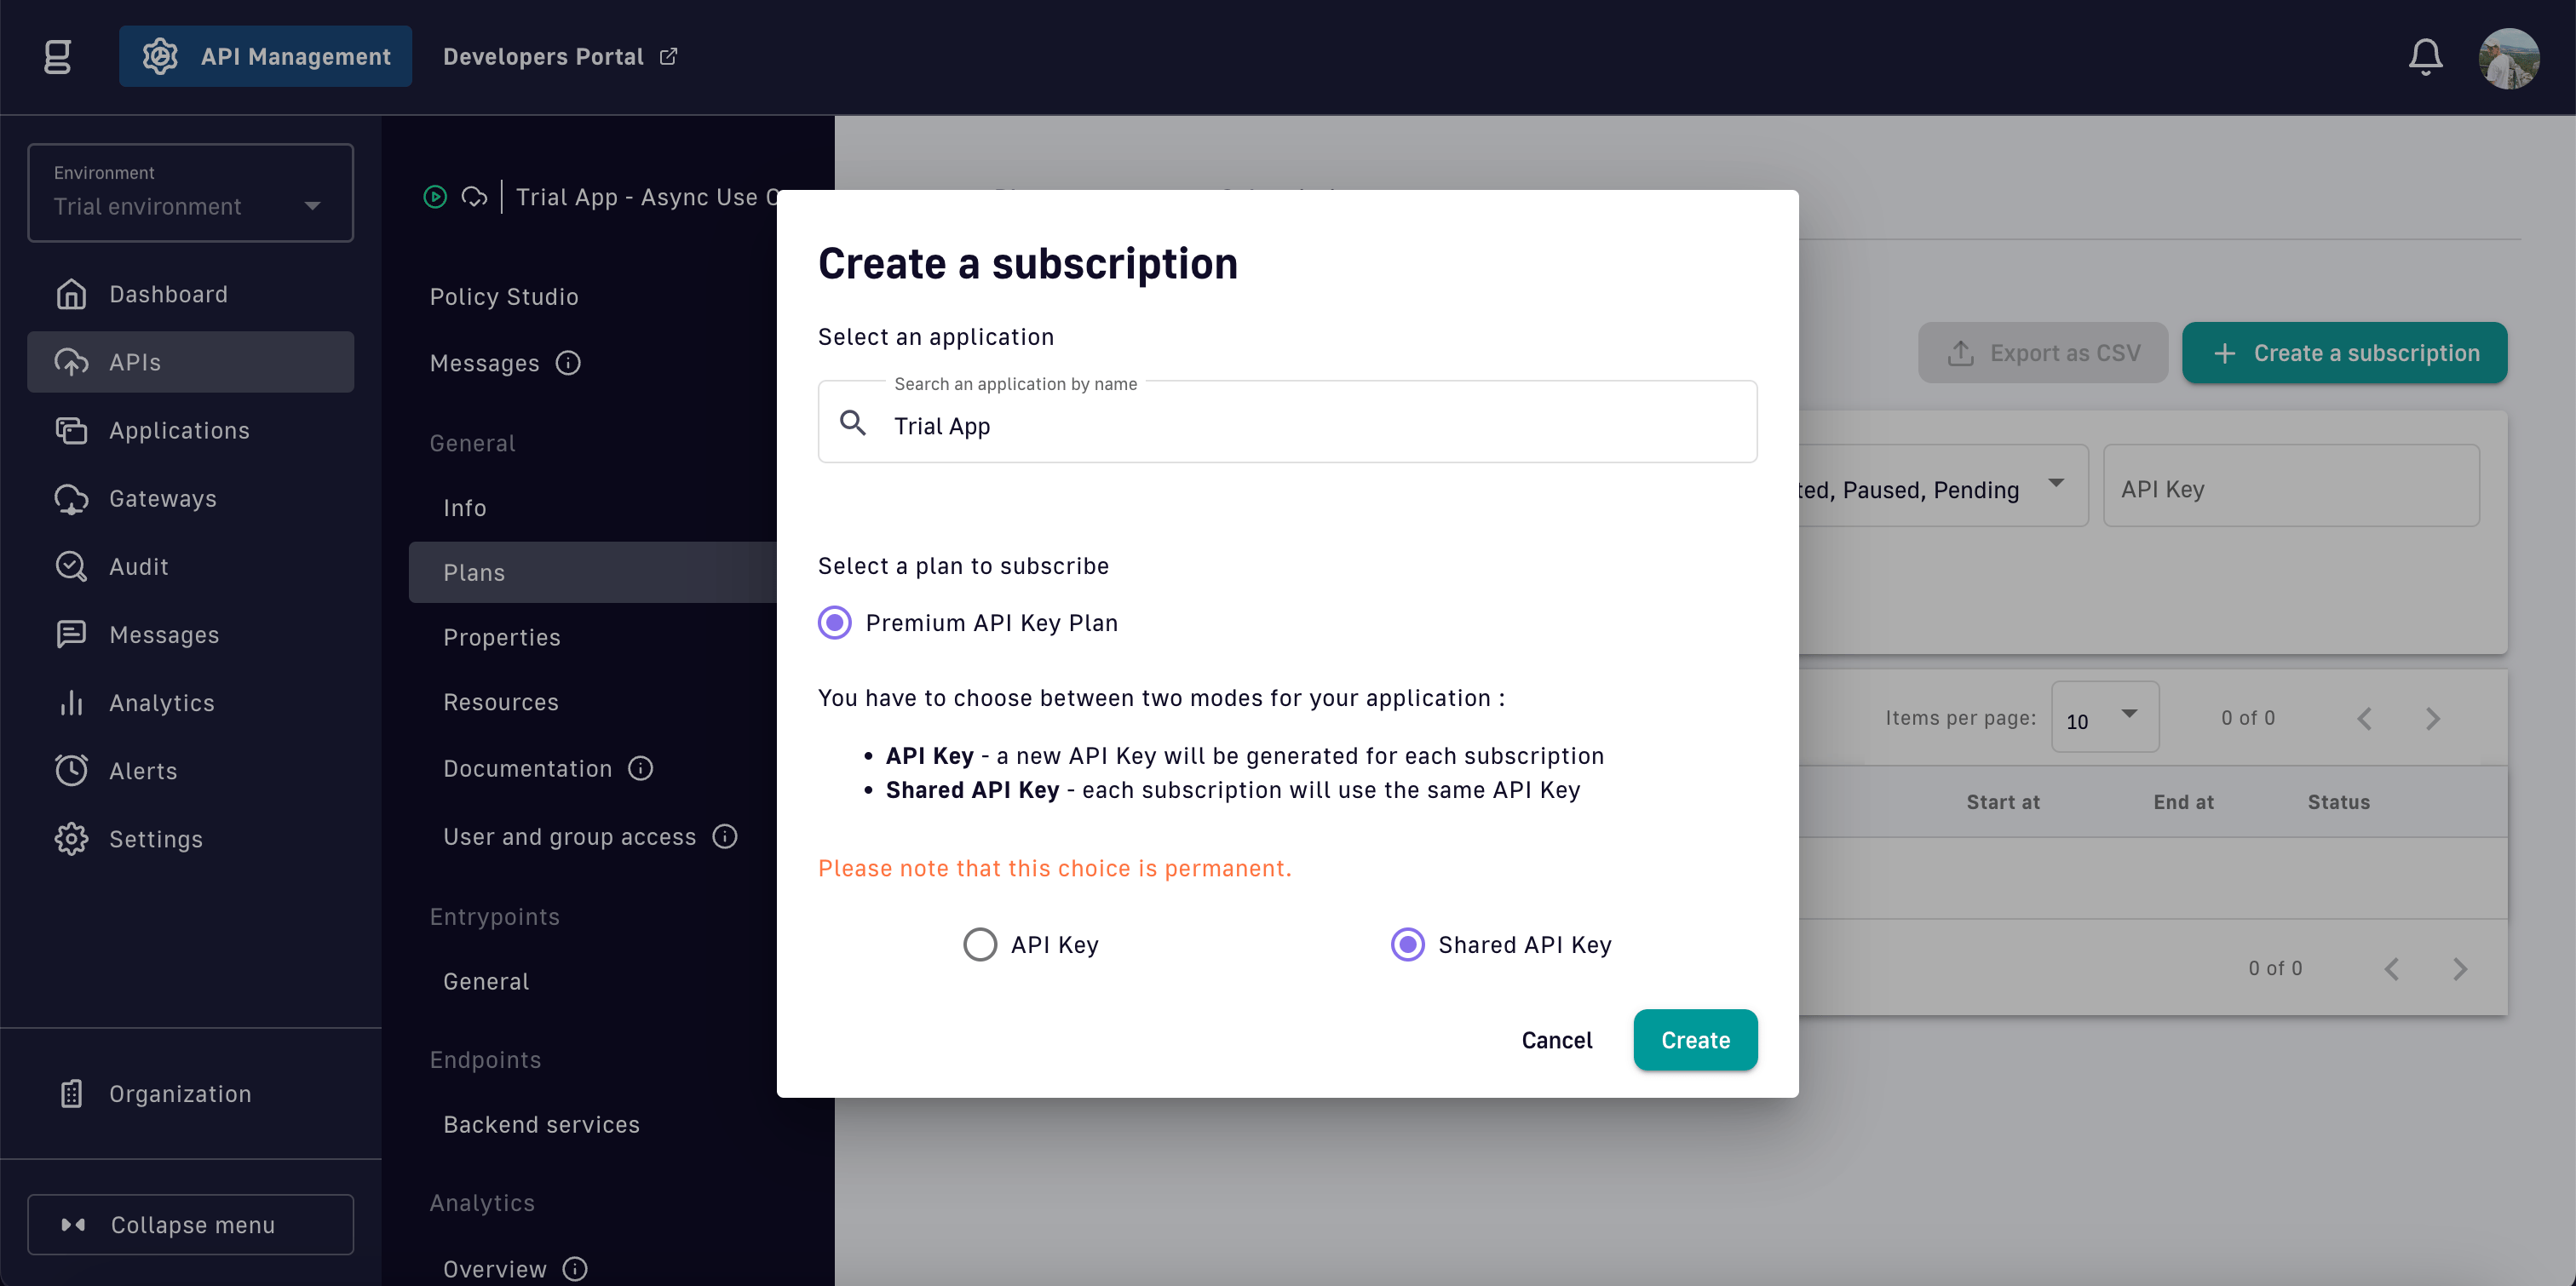 API Management
Developers Portal
Environment
Trial environment
Dashboard
APIs
Applications
Gateways
Audit
Messages
Analytics
Alerts
Settings
Organization
Collapse menu
Trial App - Async Use
Policy Studio
Messages
General
Info
Plans
Properties
Resources
Documentation
User and group access
Entrypoints
General
Endpoints
Backend services
Analytics
Overview
Create a subscription
Select an application
Search an application by name
Trial App
Select a plan to subscribe
Premium API Key Plan
You have to choose between two modes for your application :
• API Key - a new API Key will be generated for each subscription
• Shared API Key - each subscription will use the same API Key
Please note that this choice is permanent.
API Key
Shared API Key
Cancel
Create
Export as CSV
Create a subscription
Paused, Pending
API Key
Items per page:
10
0 of 0
Start at
End at
Status
0 of 0